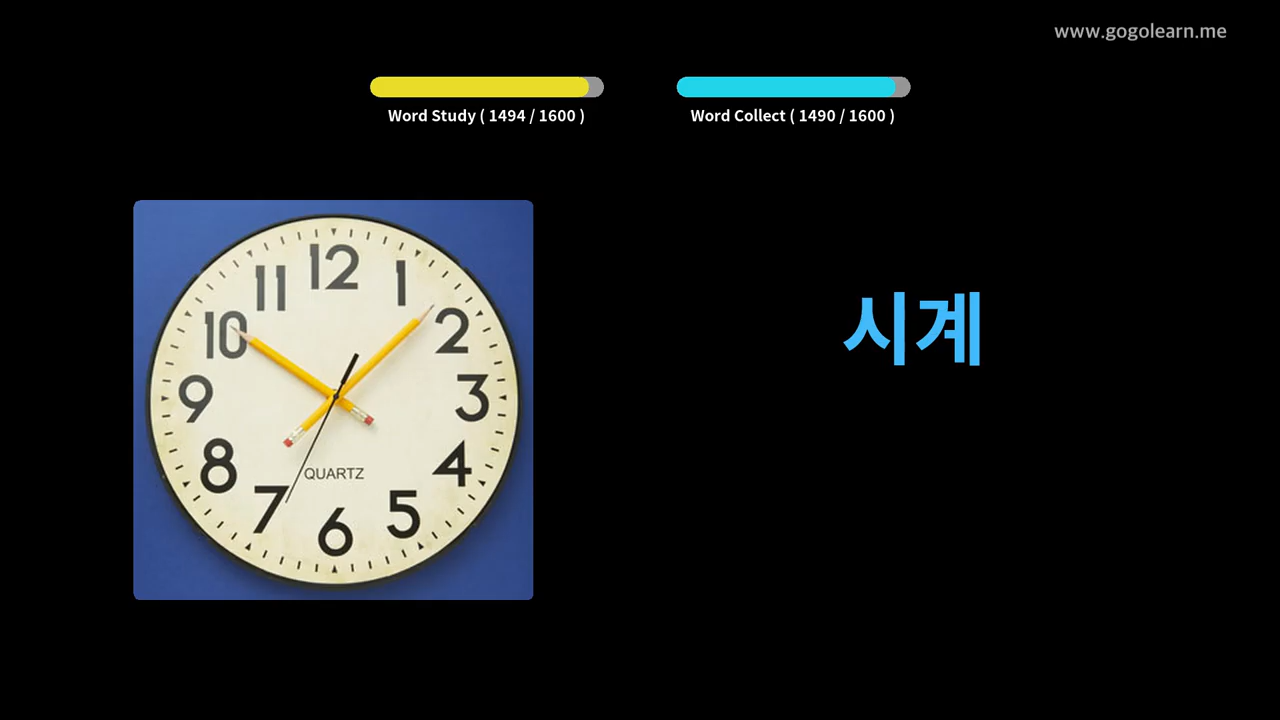 www.gogolearn.me
Word Study ( 1494 / 1600 )
Word Collect ( 1490 / 1600 )
12
11
1
10
2
9
3
8
4
7
5
6
QUARTZ
시계